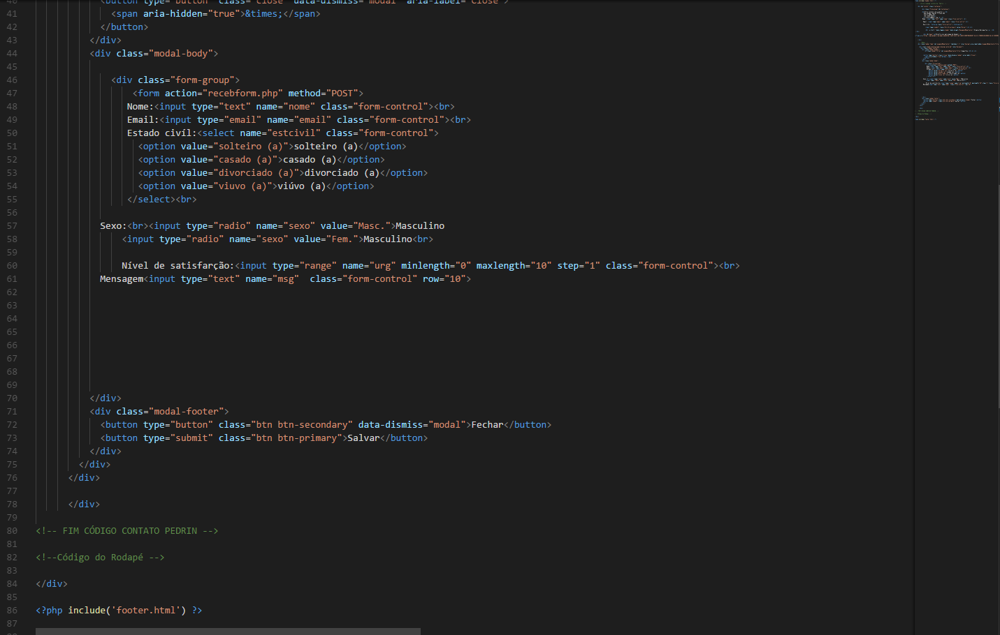 40 <button type="button" class="close" data-dismiss="modal" aria-label="Close">
41 <span aria-hidden="true">&times;</span>
42 </button>
43 </div>
44 <div class="modal-body">
45
46 <div class="form-group">
47 <form action="recebform.php" method="POST">
48 Nome:<input type="text" name="nome" class="form-control"><br>
49 Email:<input type="email" name="email" class="form-control"><br>
50 Estado civíl:<select name="estcivil" class="form-control">
51 <option value="solteiro (a)">solteiro (a)</option>
52 <option value="casado (a)">casado (a)</option>
53 <option value="divorciado (a)">divorciado (a)</option>
54 <option value="viuvo (a)">viúvo (a)</option>
55 </select><br>
56
57 Sexo:<br><input type="radio" name="sexo" value="Masc.">Masculino
58 <input type="radio" name="sexo" value="Fem.">Masculino<br>
59
60 Nível de satisfarção:<input type="range" name="urg" minlength="0" maxlength="10" step="1" class="form-control"><br>
61 Mensagem<input type="text" name="msg"  class="form-control" row="10">
62
63
64
65
66
67
68
69
70 </div>
71 <div class="modal-footer">
72 <button type="button" class="btn btn-secondary" data-dismiss="modal">Fechar</button>
73 <button type="submit" class="btn btn-primary">Salvar</button>
74 </div>
75 </div>
76 </div>
77
78 </div>
79
80 <!-- FIM CÓDIGO CONTATO PEDRIN -->
81
82 <!--Código do Rodapé -->
83
84 </div>
85
86 <?php include('footer.html') ?>
87